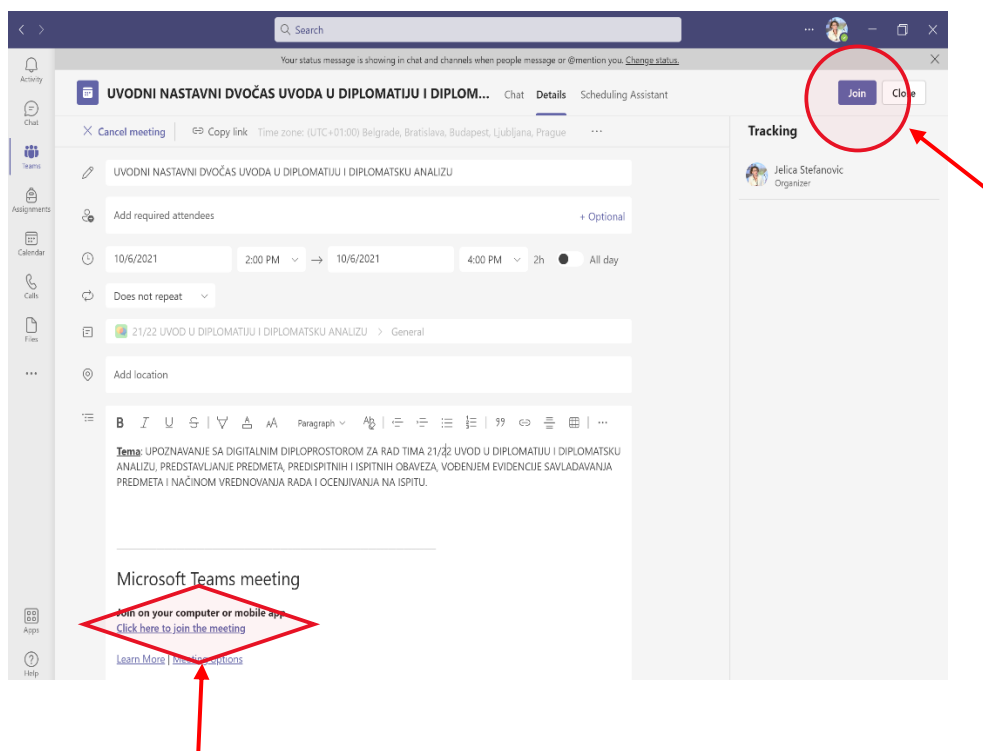 Search
Your status message is showing in chat and channels when people message or @mention you. Change status.
Activity
Chat
Teams
Assignments
Calendar
Calls
Files
Apps
Help
UVODNI NASTAVNI DVOČAS UVODA U DIPLOMATIJU I DIPLOM... Chat Details Scheduling Assistant
Join Close
Cancel meeting Copy link Time zone: (UTC+01:00) Belgrade, Bratislava, Budapest, Ljubljana, Prague ...
UVODNI NASTAVNI DVOČAS UVODA U DIPLOMATIJU I DIPLOMATSKU ANALIZU
Add required attendees + Optional
10/6/2021 2:00 PM → 10/6/2021 4:00 PM 2h All day
Does not repeat
21/22 UVOD U DIPLOMATIJU I DIPLOMATSKU ANALIZU > General
Add location
B I U S A AA Paragraph Ab 99 ...
Tema: UPOZNAVANJE SA DIGITALNIM DIPLOPROSTOROM ZA RAD TIMA 21/22 UVOD U DIPLOMATIJU I DIPLOMATSKU
ANALIZU, PREDSTAVLJANJE PREDMETA, PREDISPITNIH I ISPITNIH OBAVEZA, VOĐENJEM EVIDENCIJE SAVLADAVANJA
PREDMETA I NAČINOM VREDNOVANJA RADA I OCENJIVANJA NA ISPITU.
Microsoft Teams meeting
Join on your computer or mobile app
Click here to join the meeting
Learn More | Meeting options
Tracking
Jelica Stefanovic
Organizer